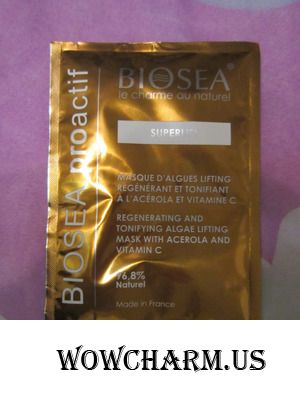 BIOSEA proactif
BIOSEA®
le charme au naturel
MASQUE D'ALGUES LIFTING
RÉGÉNÉRANT ET TONIFIANT
À L'ACÉROLA ET VITAMINE C
REGENERATING AND
TONIFYING ALGAE LIFTING
MASK WITH ACEROLA AND
VITAMIN C
96,8%
Naturel
Made in France
WOWCHARM.US